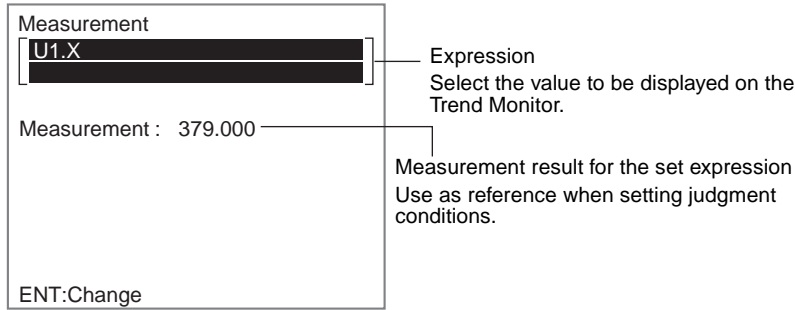 Measurement
U1.X
Expression
Select the value to be displayed on the
Trend Monitor.
Measurement : 379.000
Measurement result for the set expression
Use as reference when setting judgment
conditions.
ENT:Change